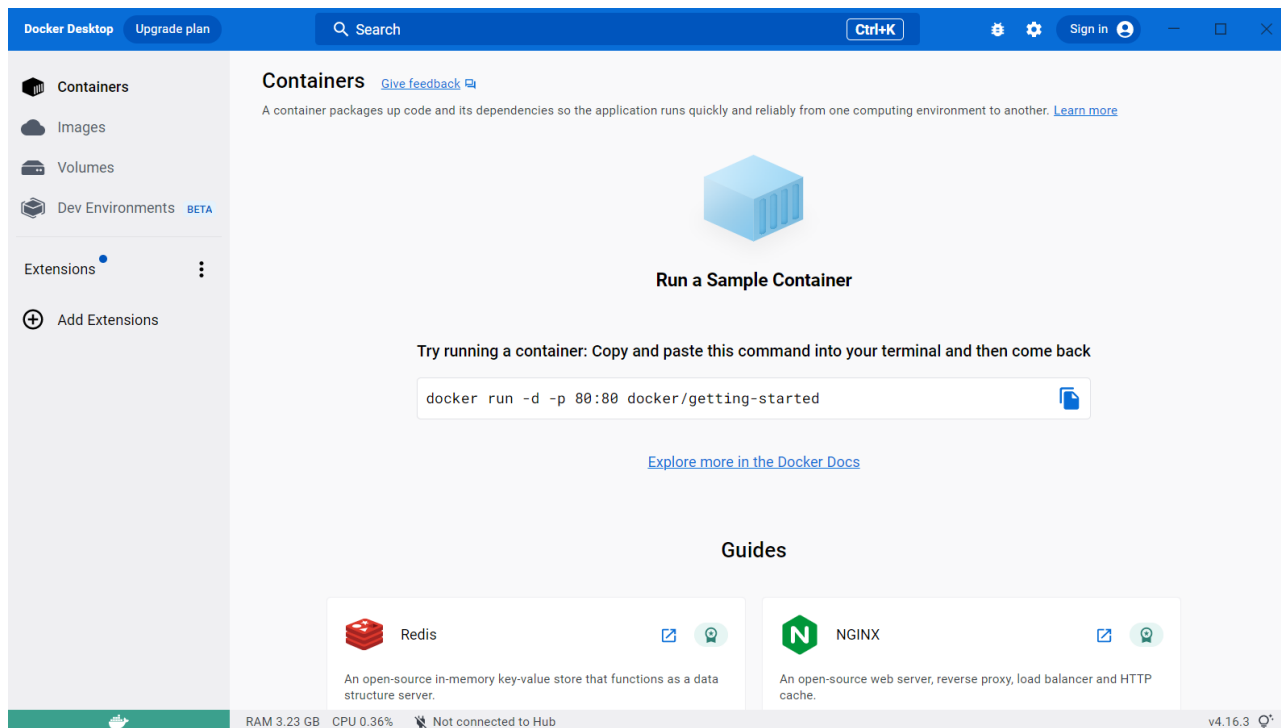 Docker Desktop Upgrade plan Search Ctrl+K Sign in
Containers
Images
Volumes
Dev Environments BETA
Extensions
Add Extensions
Containers Give feedback
A container packages up code and its dependencies so the application runs quickly and reliably from one computing environment to another. Learn more
Run a Sample Container
Try running a container: Copy and paste this command into your terminal and then come back
docker run -d -p 80:80 docker/getting-started
Explore more in the Docker Docs
Guides
Redis
An open-source in-memory key-value store that functions as a data
structure server.
N NGINX
An open-source web server, reverse proxy, load balancer and HTTP
cache.
RAM 3.23 GB CPU 0.36% Not connected to Hub v4.16.3